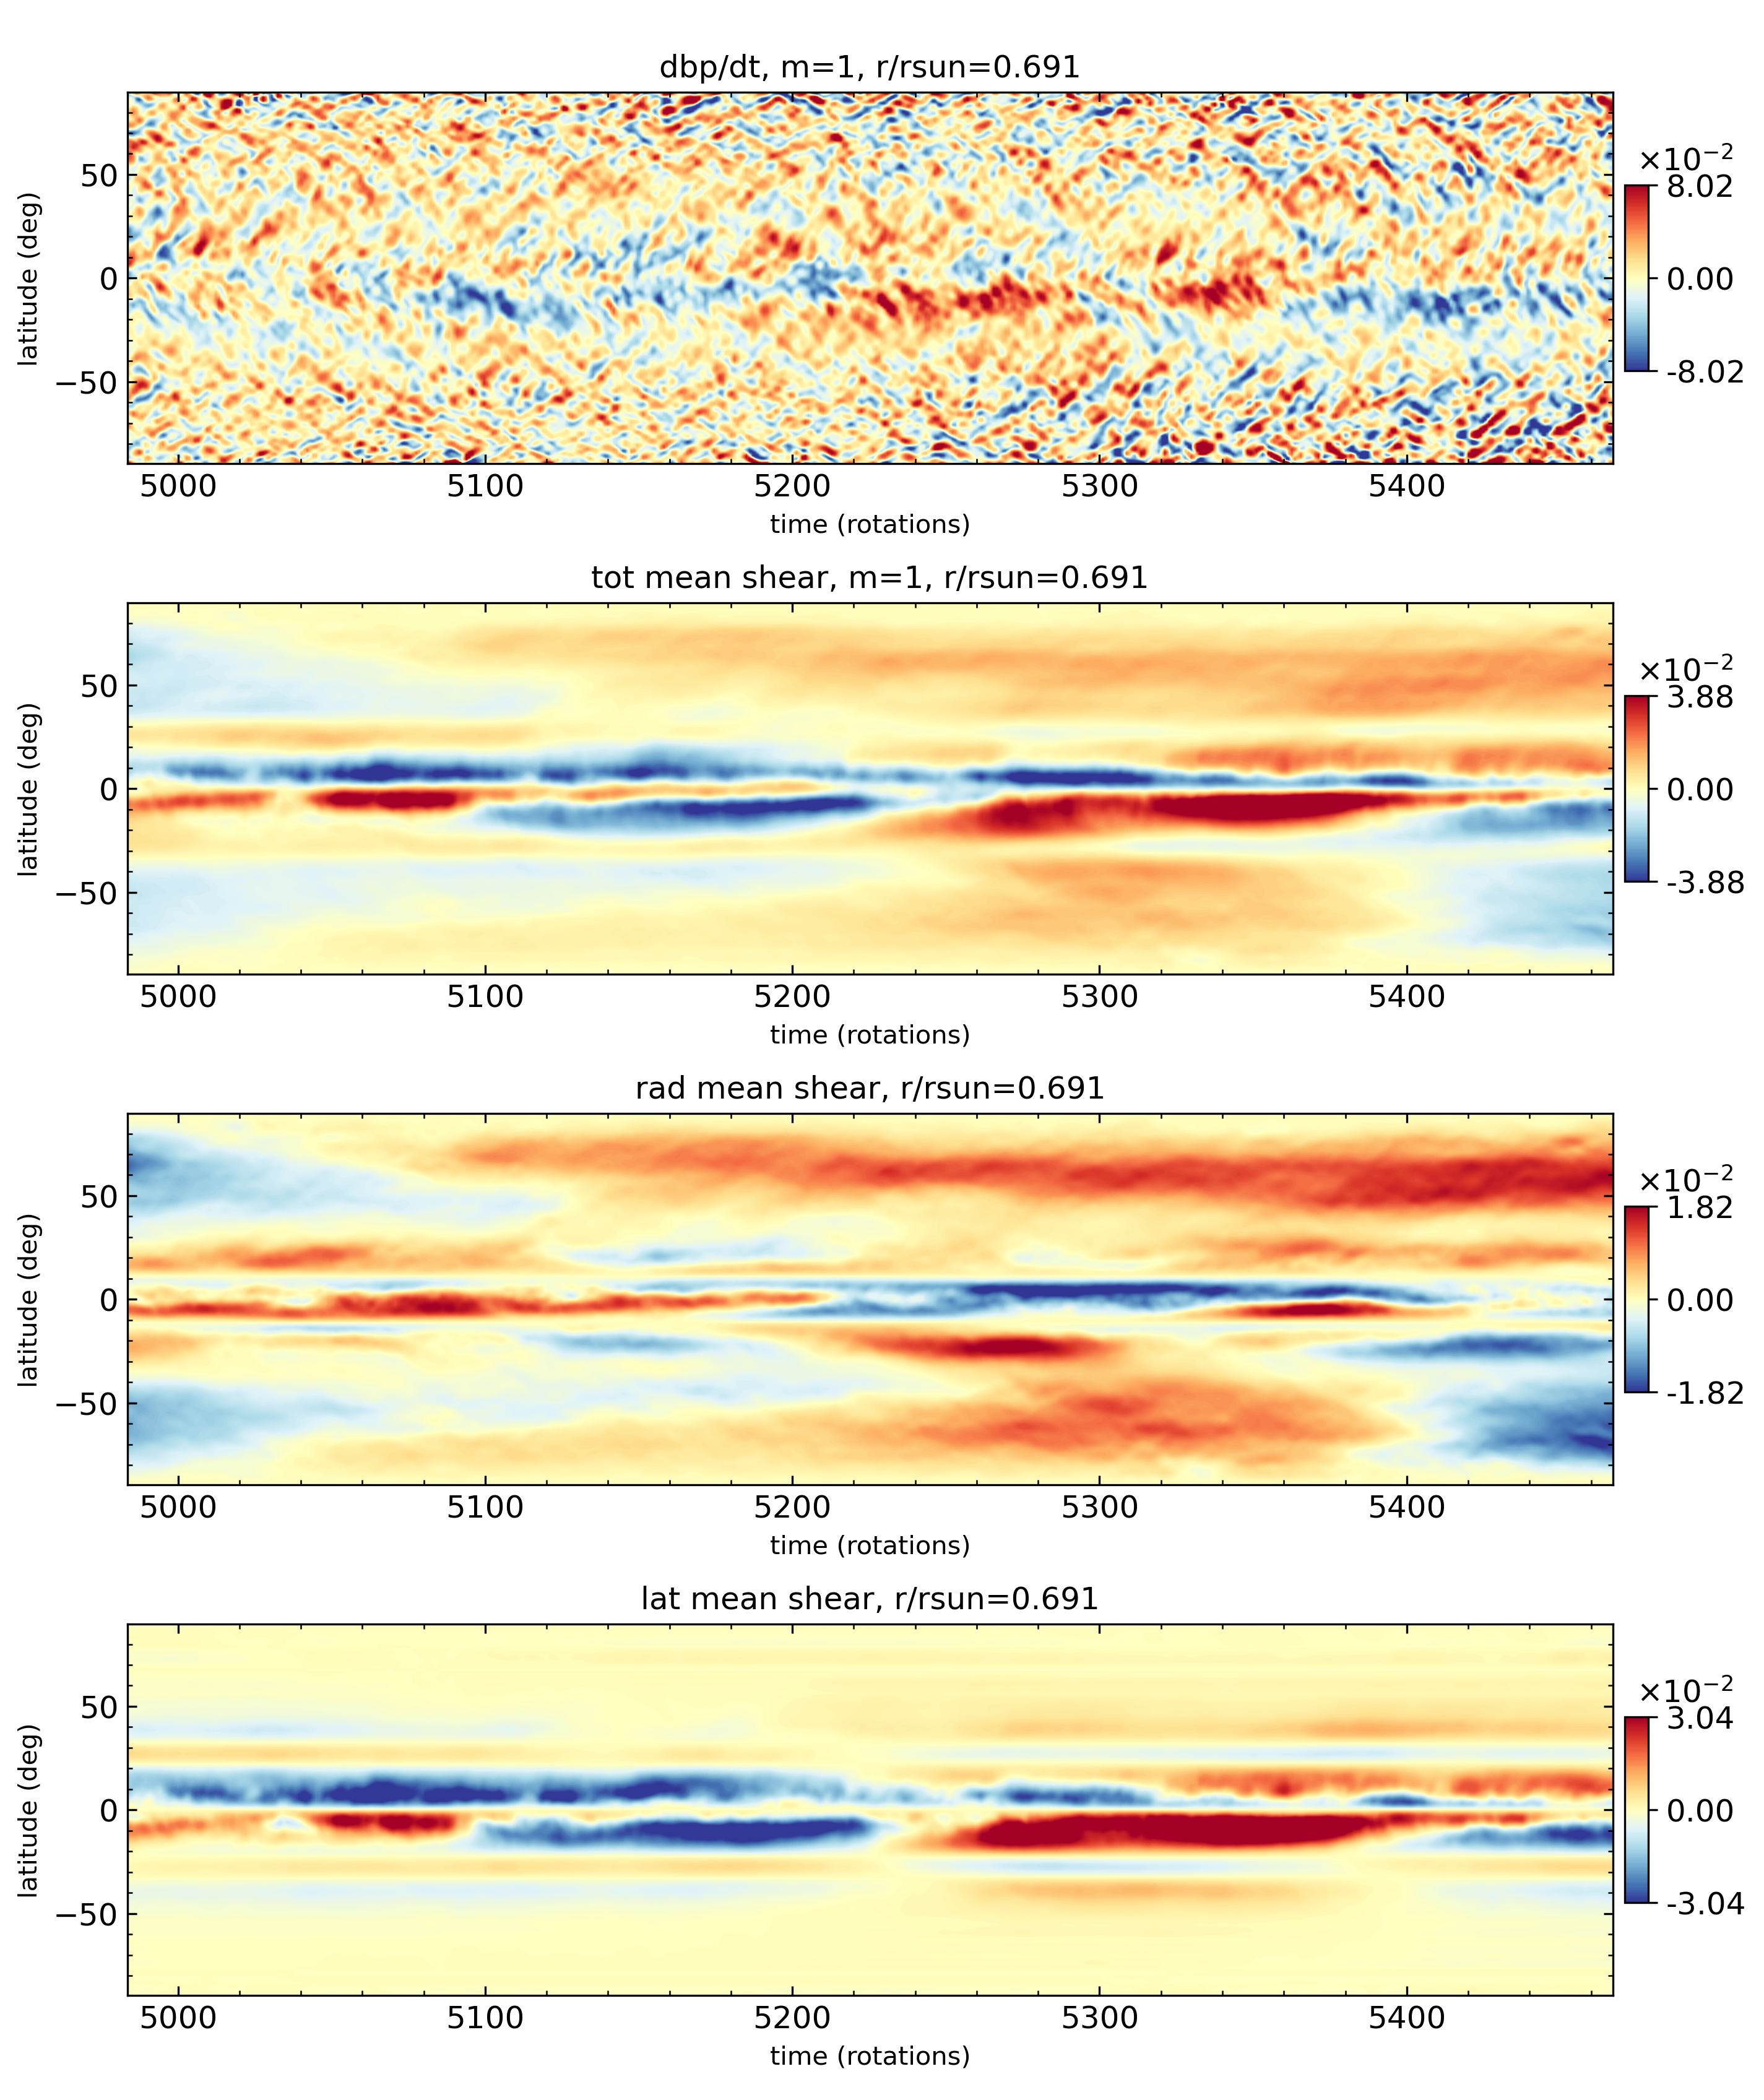 dbp/dt, m=1, r/rsun=0.691
×10⁻²
8.02
0.00
-8.02
latitude (deg)
50
0
−50
5000 5100 5200 5300 5400
time (rotations)
tot mean shear, m=1, r/rsun=0.691
×10⁻²
3.88
0.00
-3.88
latitude (deg)
50
0
−50
5000 5100 5200 5300 5400
time (rotations)
rad mean shear, r/rsun=0.691
×10⁻²
1.82
0.00
-1.82
latitude (deg)
50
0
−50
5000 5100 5200 5300 5400
time (rotations)
lat mean shear, r/rsun=0.691
×10⁻²
3.04
0.00
-3.04
latitude (deg)
50
0
−50
5000 5100 5200 5300 5400
time (rotations)